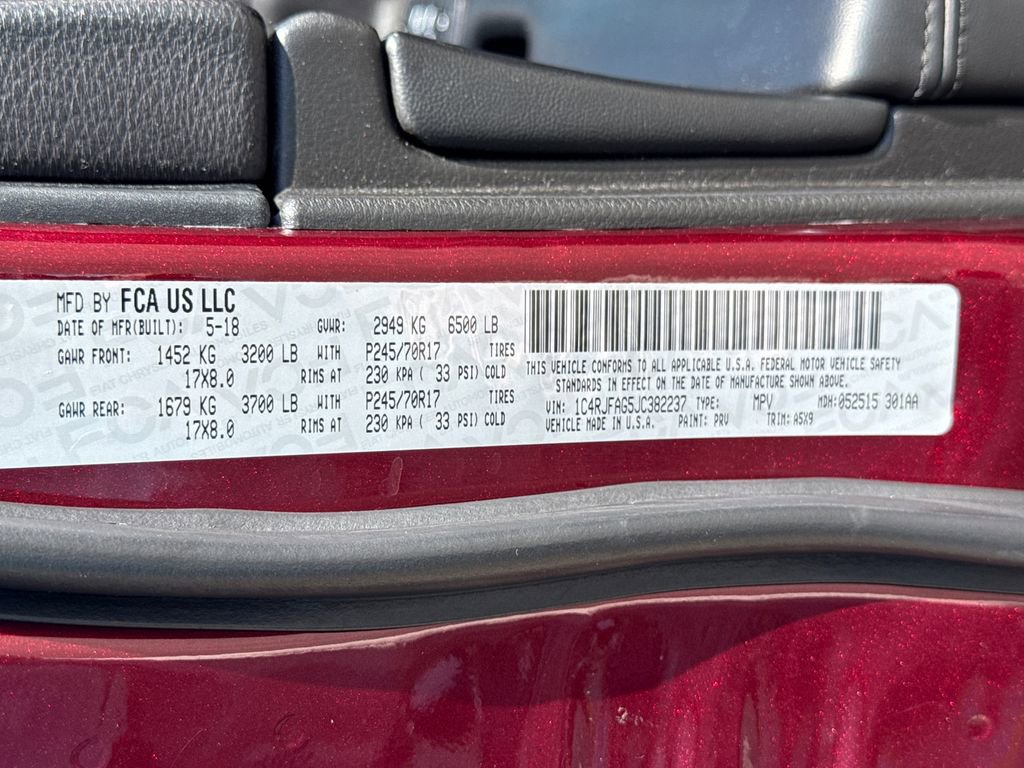 MFD BY FCA US LLC
DATE OF MFR(BUILT): 5-18 GVWR: 2949 KG 6500 LB
GAWR FRONT: 1452 KG 3200 LB WITH P245/70R17 TIRES
17X8.0 RIMS AT 230 KPA ( 33 PSI) COLD
GAWR REAR: 1679 KG 3700 LB WITH P245/70R17 TIRES
17X8.0 RIMS AT 230 KPA ( 33 PSI) COLD
THIS VEHICLE CONFORMS TO ALL APPLICABLE U.S.A. FEDERAL MOTOR VEHICLE SAFETY
STANDARDS IN EFFECT ON THE DATE OF MANUFACTURE SHOWN ABOVE.
VIN: 1C4RJFAG5JC382237 TYPE: MPV MDH:052515 301AA
VEHICLE MADE IN U.S.A. PAINT: PRV TRIM: A5X9